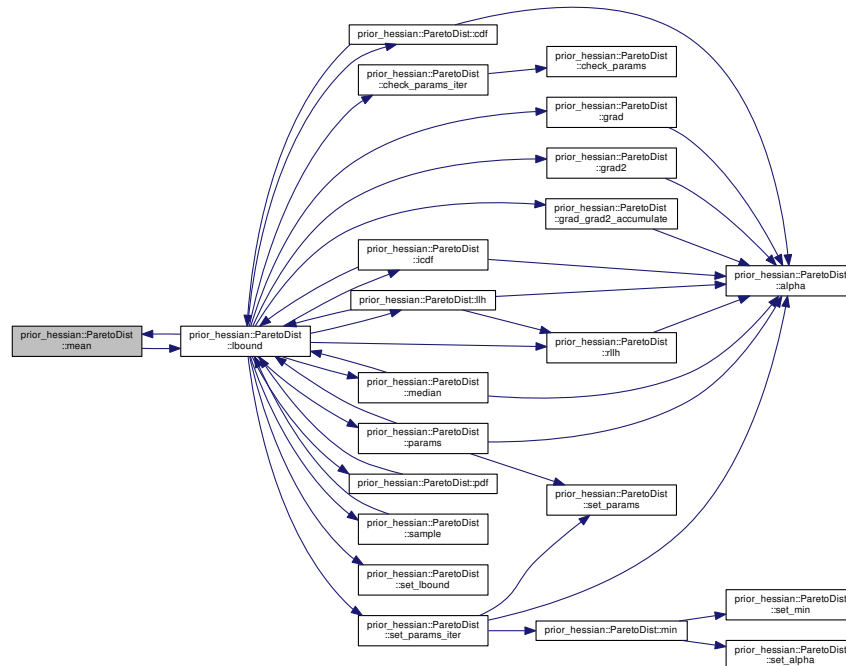 prior_hessian::ParetoDist::cdf
prior_hessian::ParetoDist
::check_params
prior_hessian::ParetoDist
::check_params_iter
prior_hessian::ParetoDist
::grad
prior_hessian::ParetoDist
::grad2
prior_hessian::ParetoDist
::grad_grad2_accumulate
prior_hessian::ParetoDist
::icdf
prior_hessian::ParetoDist
::alpha
prior_hessian::ParetoDist::llh
prior_hessian::ParetoDist
::mean
prior_hessian::ParetoDist
::lbound
prior_hessian::ParetoDist
::rllh
prior_hessian::ParetoDist
::median
prior_hessian::ParetoDist
::params
prior_hessian::ParetoDist::pdf
prior_hessian::ParetoDist
::set_params
prior_hessian::ParetoDist
::sample
prior_hessian::ParetoDist
::set_lbound
prior_hessian::ParetoDist
::set_min
prior_hessian::ParetoDist
::set_params_iter
prior_hessian::ParetoDist::min
prior_hessian::ParetoDist
::set_alpha